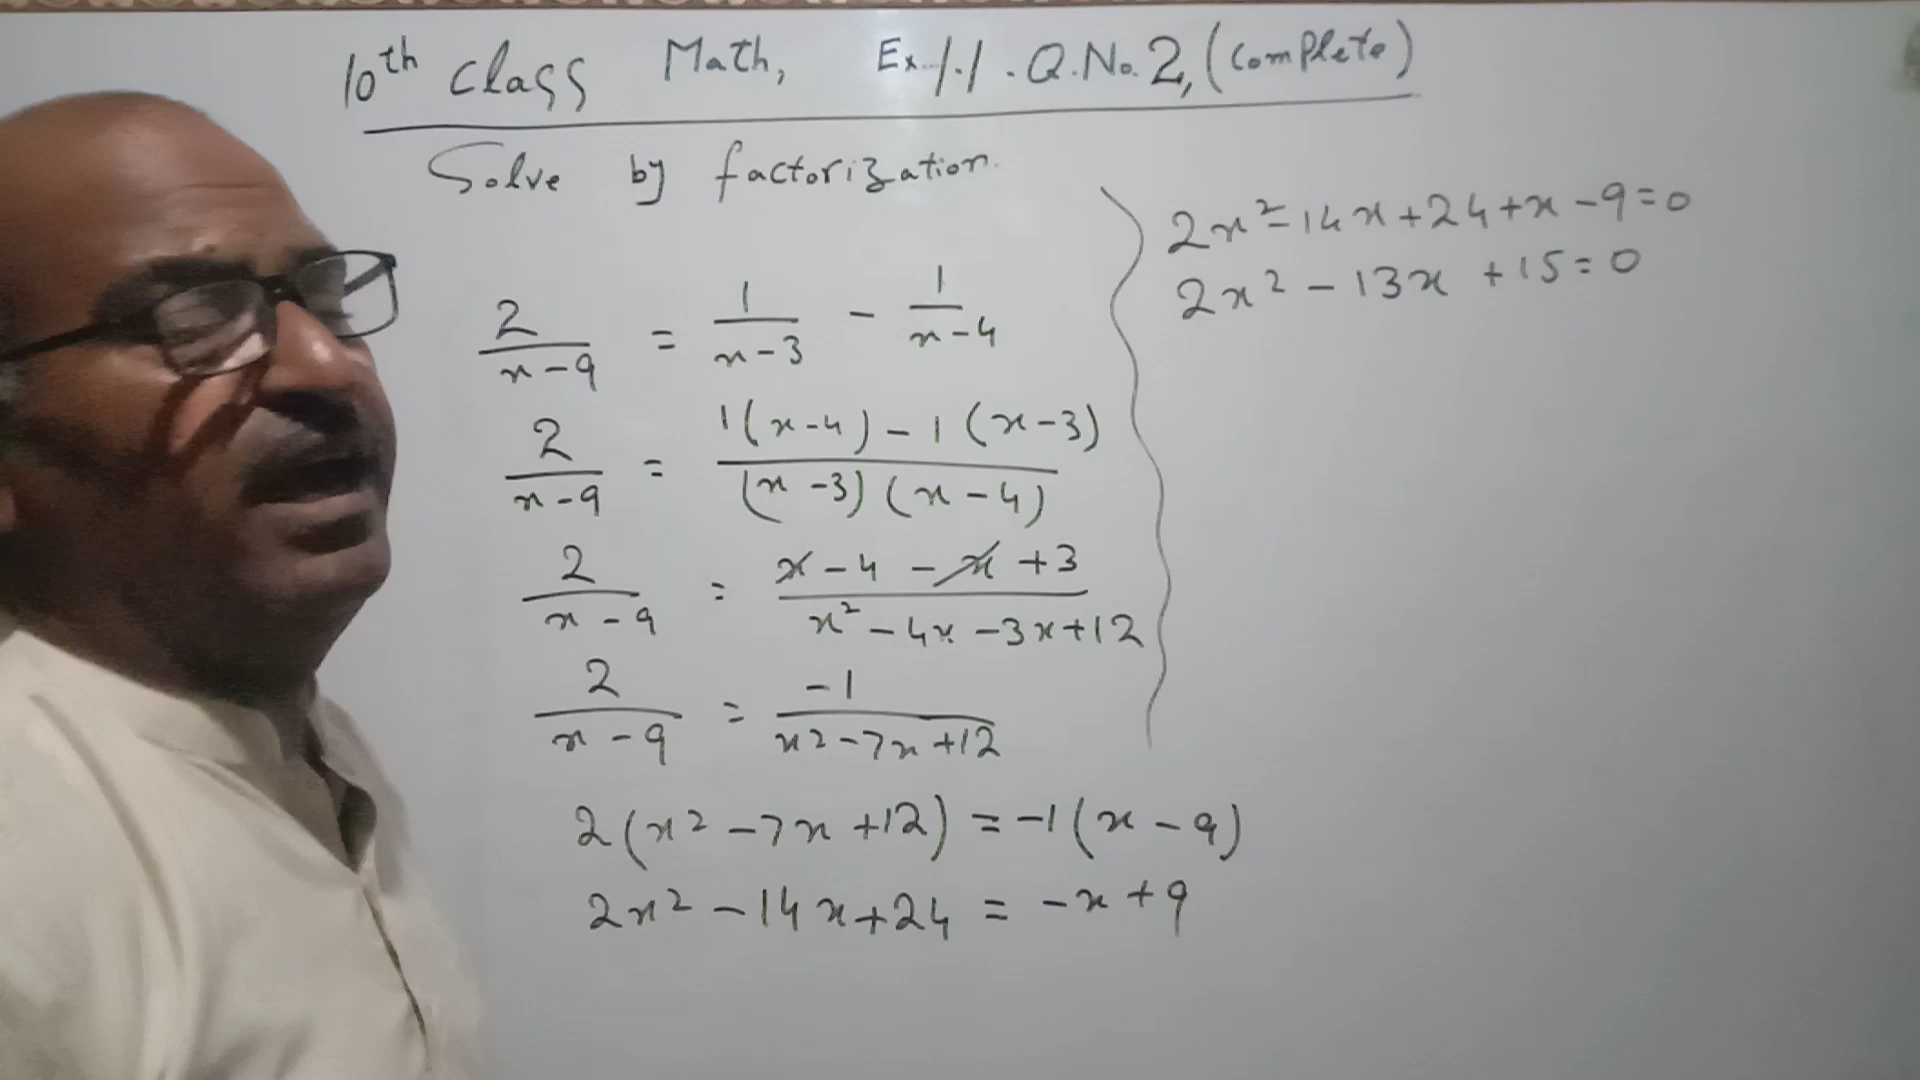 10th Class Math, Ex 1.1. Q.No. 2, (Complete)
Solve by factorization.
2/(x-9) = 1/(x-3) - 1/(x-4)
2/(x-9) = (1(x-4)-1(x-3))/((x-3)(x-4))
2/(x-9) = (x-4-x+3)/(x²-4x-3x+12)
2/(x-9) = -1/(x²-7x+12)
2(x²-7x+12) = -1(x-9)
2x²-14x+24 = -x+9
2x²-14x+24+x-9=0
2x²-13x+15=0